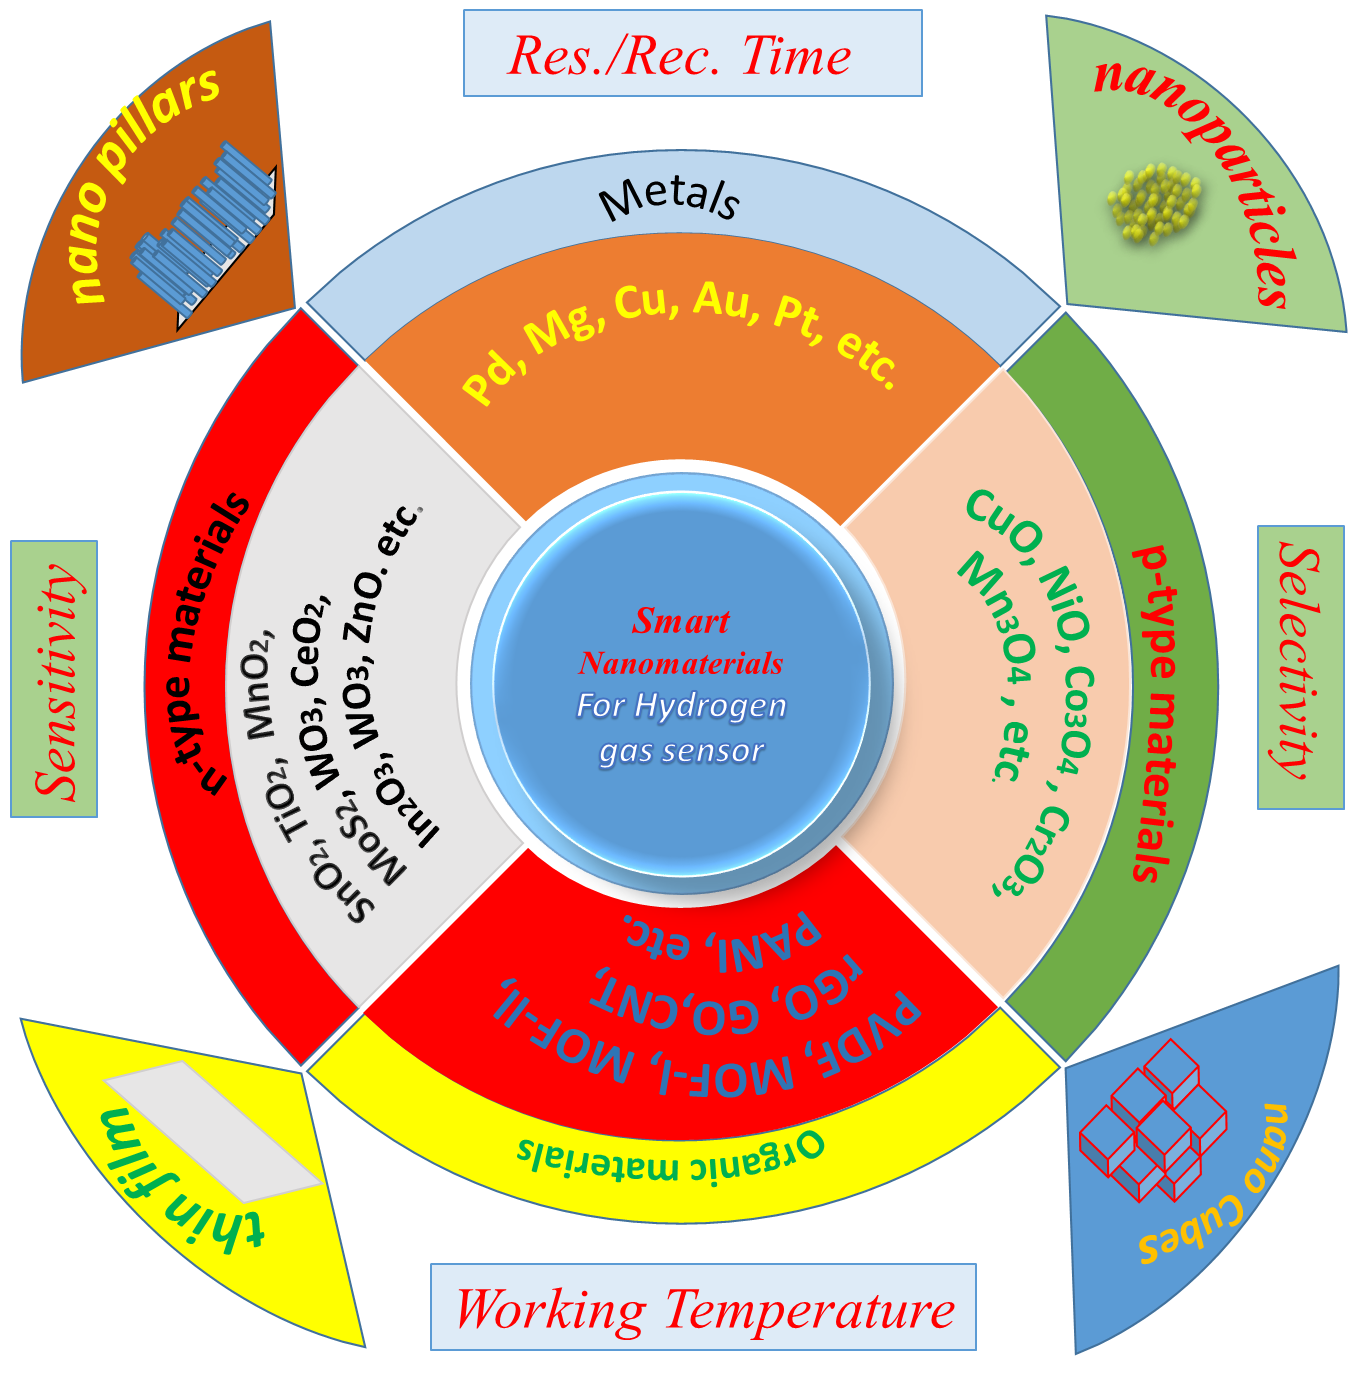 Res./Rec. Time
nano pillars
nanoparticles
Metals
Pd, Mg, Cu, Au, Pt, etc.
Sensitivity
n-type materials
SnO2, TiO2, MnO2,
MoS2, WO3, CeO2,
In2O3, WO3, ZnO. etc.
Smart
Nanomaterials
For Hydrogen
gas sensor
CuO, NiO, Co3O4 , Cr2O3,
Mn3O4 , etc.
p-type materials
Selectivity
PVDF, MOF-I, MOF-II,
rGO, GO,CNT,
PANI, etc.
Organic materials
thin film
nano Cubes
Working Temperature